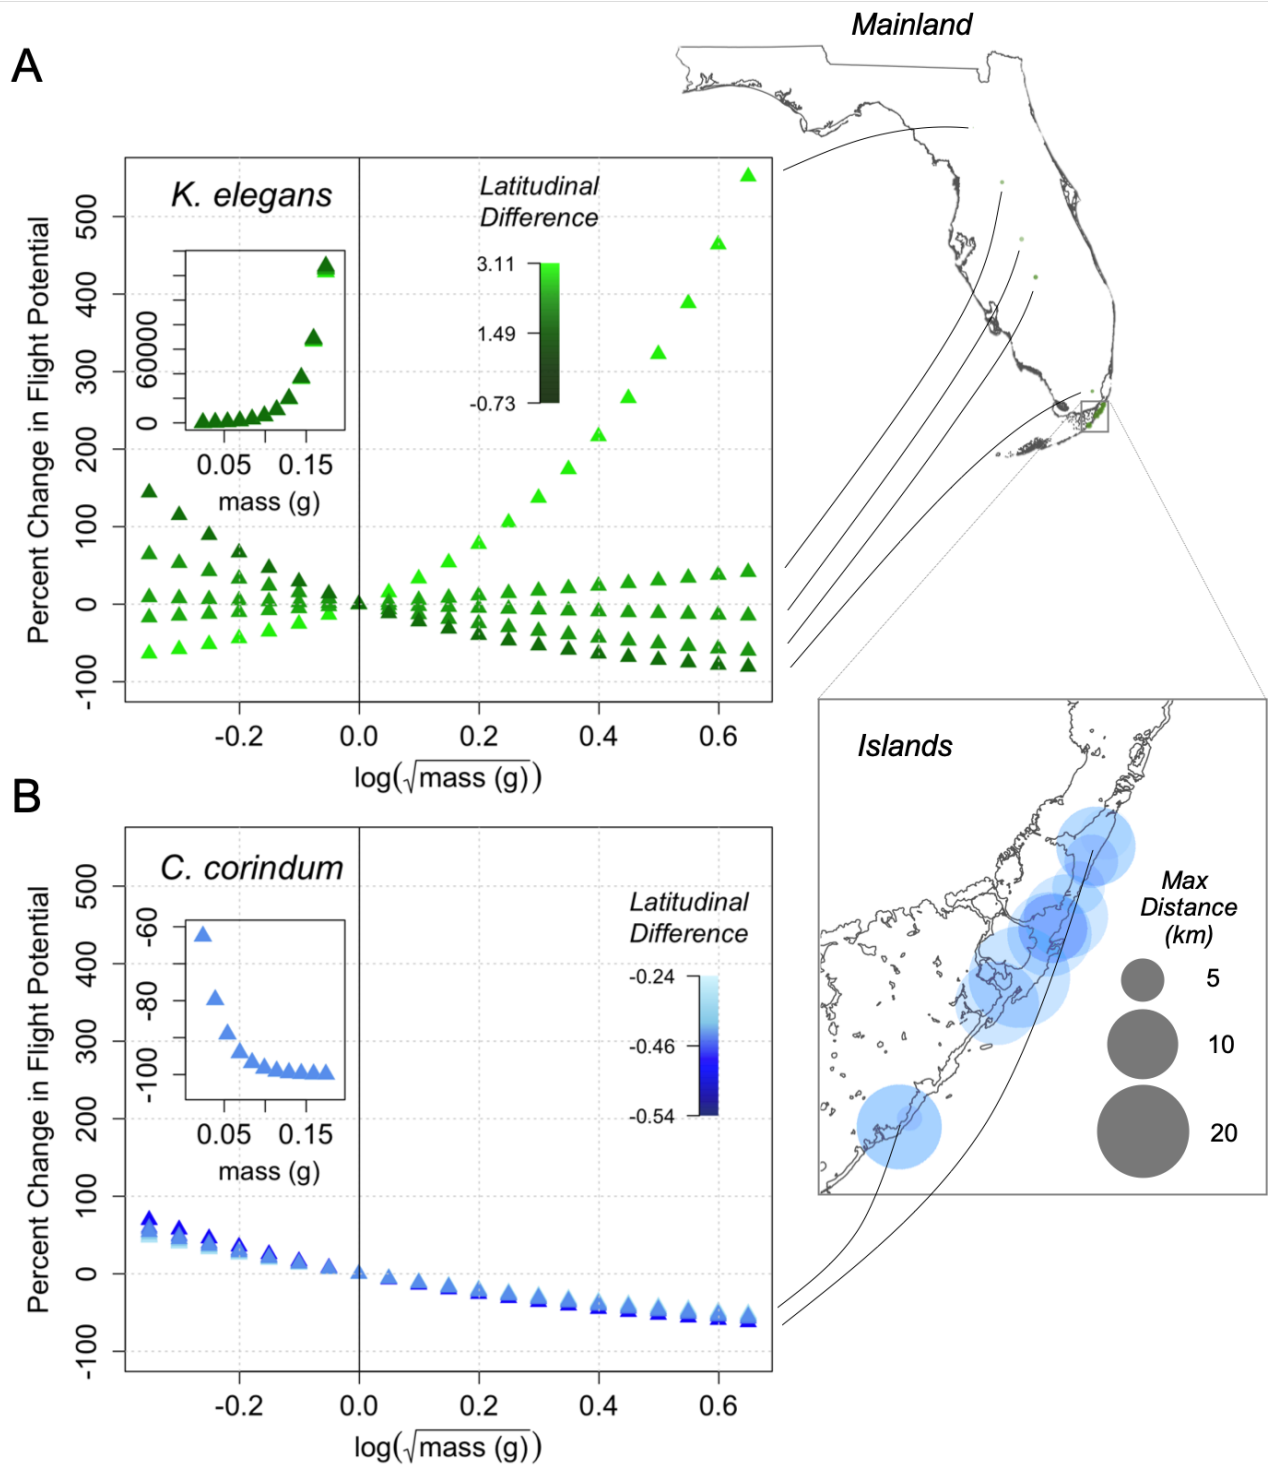 Mainland
A
K. elegans
Latitudinal
Difference
3.11
1.49
-0.73
Percent Change in Flight Potential
500
400
300
200
100
0
-100
60000
0
0.05
0.15
mass (g)
-0.2
0.0
0.2
0.4
0.6
log(√mass (g))
Islands
Max
Distance
(km)
5
10
20
B
C. corindum
Latitudinal
Difference
-0.24
-0.46
-0.54
Percent Change in Flight Potential
500
400
300
200
100
0
-100
-60
-80
-100
0.05
0.15
mass (g)
-0.2
0.0
0.2
0.4
0.6
log(√mass (g))